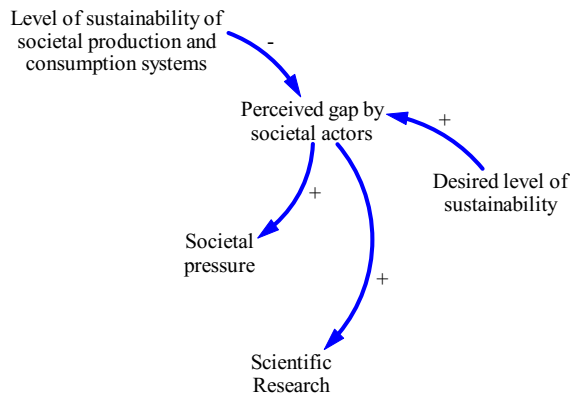 Level of sustainability of
societal production and
consumption systems
-
Perceived gap by
societal actors
+
Desired level of
sustainability
+
Societal
pressure
+
Scientific
Research